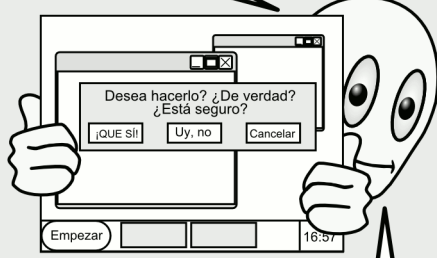 Desea hacerlo? ¿De verdad?
¿Está seguro?
¡QUE SÍ! Uy, no Cancelar
Empezar 16:57